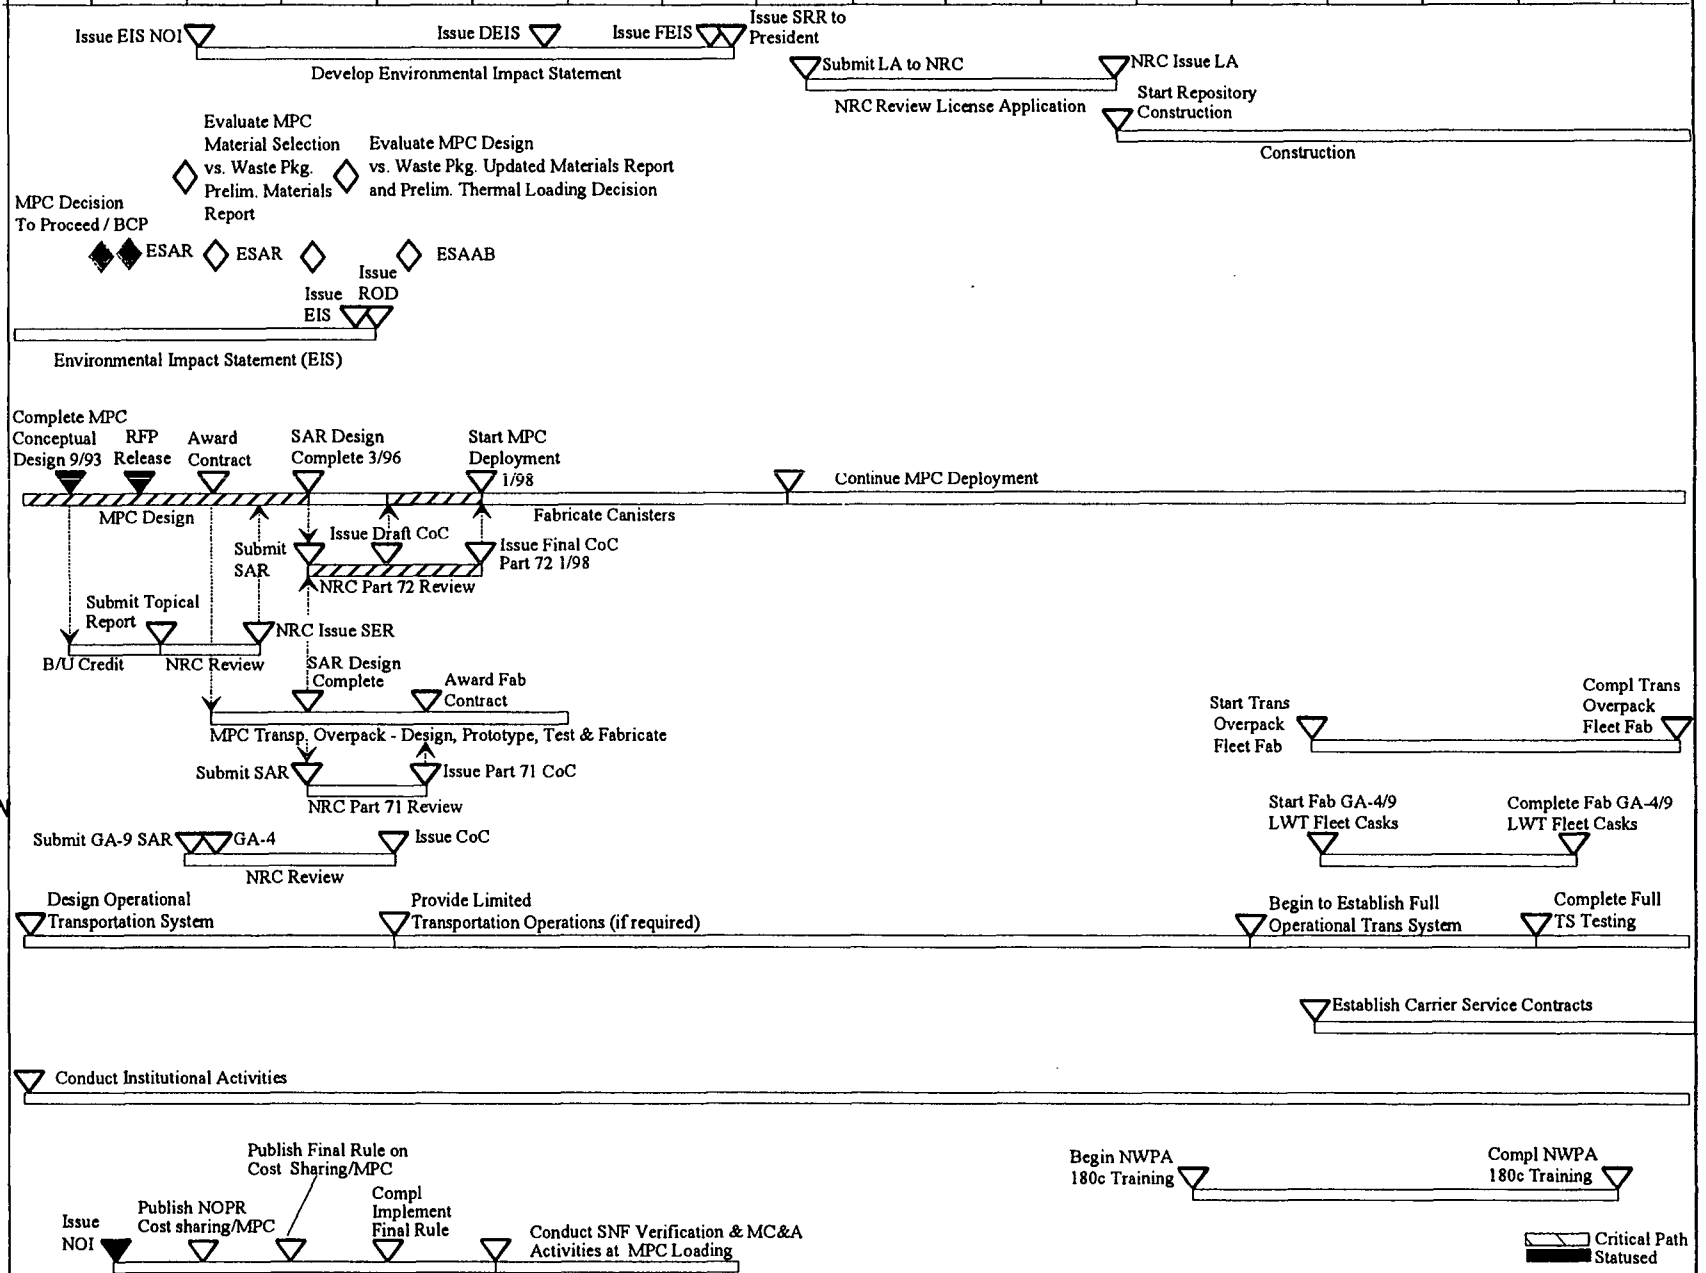 Issue EIS NOI
Issue DEIS
Issue FEIS
Issue SRR to
President
Develop Environmental Impact Statement
Submit LA to NRC
NRC Issue LA
NRC Review License Application
Start Repository
Construction
Construction
Evaluate MPC
Material Selection
vs. Waste Pkg.
Prelim. Materials
Report
Evaluate MPC Design
vs. Waste Pkg. Updated Materials Report
and Prelim. Thermal Loading Decision
MPC Decision
To Proceed / BCP
ESAR
ESAR
ESAAB
Issue
EIS
Issue
ROD
Environmental Impact Statement (EIS)
Complete MPC
Conceptual
Design 9/93
RFP
Release
Award
Contract
SAR Design
Complete 3/96
Start MPC
Deployment
1/98
Continue MPC Deployment
MPC Design
Fabricate Canisters
Submit
SAR
Issue Draft CoC
Issue Final CoC
Part 72 1/98
NRC Part 72 Review
Submit Topical
Report
NRC Issue SER
B/U Credit
NRC Review
SAR Design
Complete
Award Fab
Contract
MPC Transp. Overpack - Design, Prototype, Test & Fabricate
Start Trans
Overpack
Fleet Fab
Compl Trans
Overpack
Fleet Fab
Submit SAR
Issue Part 71 CoC
NRC Part 71 Review
Start Fab GA-4/9
LWT Fleet Casks
Complete Fab GA-4/9
LWT Fleet Casks
Submit GA-9 SAR
GA-4
Issue CoC
NRC Review
Design Operational
Transportation System
Provide Limited
Transportation Operations (if required)
Begin to Establish Full
Operational Trans System
Complete Full
TS Testing
Establish Carrier Service Contracts
Conduct Institutional Activities
Publish Final Rule on
Cost Sharing/MPC
Begin NWPA
180c Training
Compl NWPA
180c Training
Issue
NOI
Publish NOPR
Cost sharing/MPC
Compl
Implement
Final Rule
Conduct SNF Verification & MC&A
Activities at MPC Loading
Critical Path
Statused